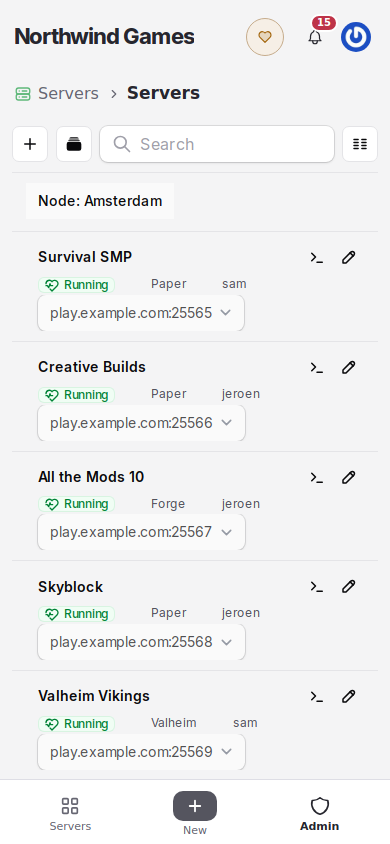 Northwind Games
15
Servers > Servers
Search
Node: Amsterdam
Survival SMP
Running Paper sam
play.example.com:25565
Creative Builds
Running Paper jeroen
play.example.com:25566
All the Mods 10
Running Forge jeroen
play.example.com:25567
Skyblock
Running Paper jeroen
play.example.com:25568
Valheim Vikings
Running Valheim sam
play.example.com:25569
Servers
New
Admin